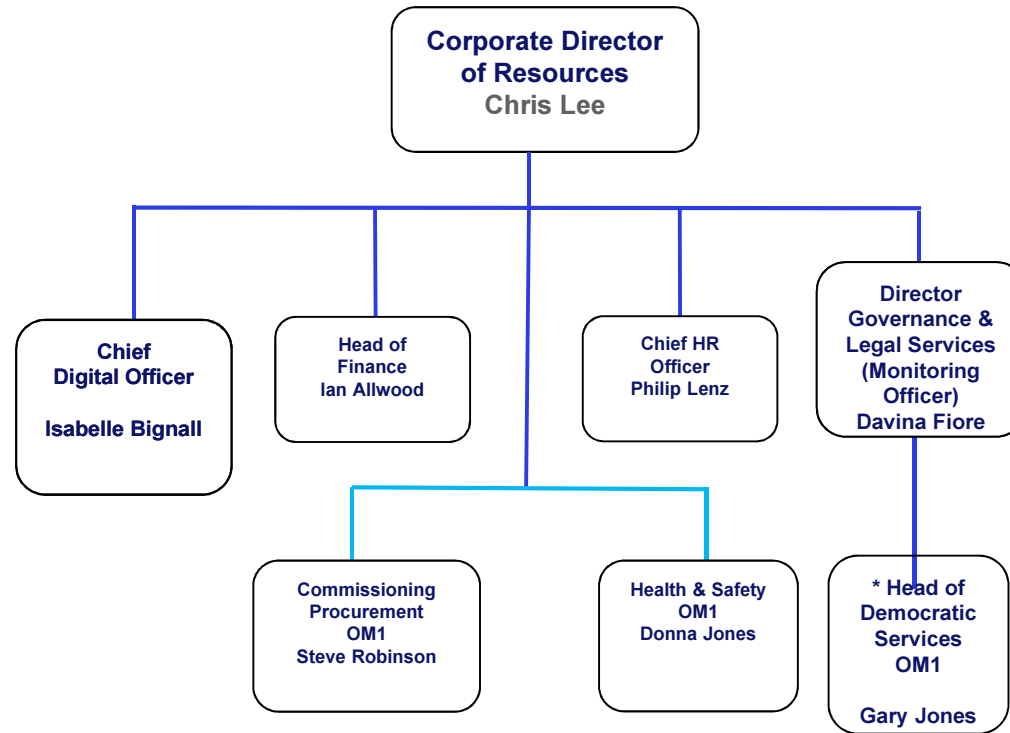 Corporate Director
of Resources
Chris Lee
Chief
Digital Officer
Isabelle Bignall
Head of
Finance
Ian Allwood
Chief HR
Officer
Philip Lenz
Director
Governance &
Legal Services
(Monitoring
Officer)
Davina Fiore
Commissioning
Procurement
OM1
Steve Robinson
Health & Safety
OM1
Donna Jones
* Head of
Democratic
Services
OM1
Gary Jones